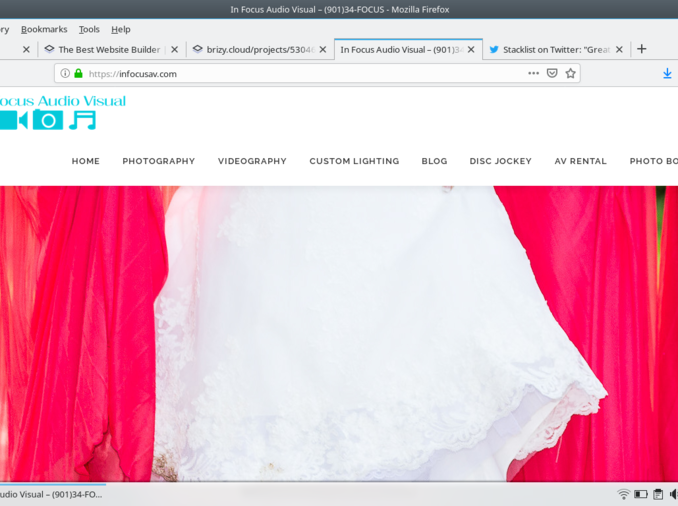 In Focus Audio Visual – (901)34-FOCUS - Mozilla Firefox
ory Bookmarks Tools Help
The Best Website Builder brizy.cloud/projects/5304 In Focus Audio Visual – (901)3 Stacklist on Twitter: "Grea
https://infocusav.com
ocus Audio Visual
HOME PHOTOGRAPHY VIDEOGRAPHY CUSTOM LIGHTING BLOG DISC JOCKEY AV RENTAL PHOTO BO
udio Visual – (901)34-FO...